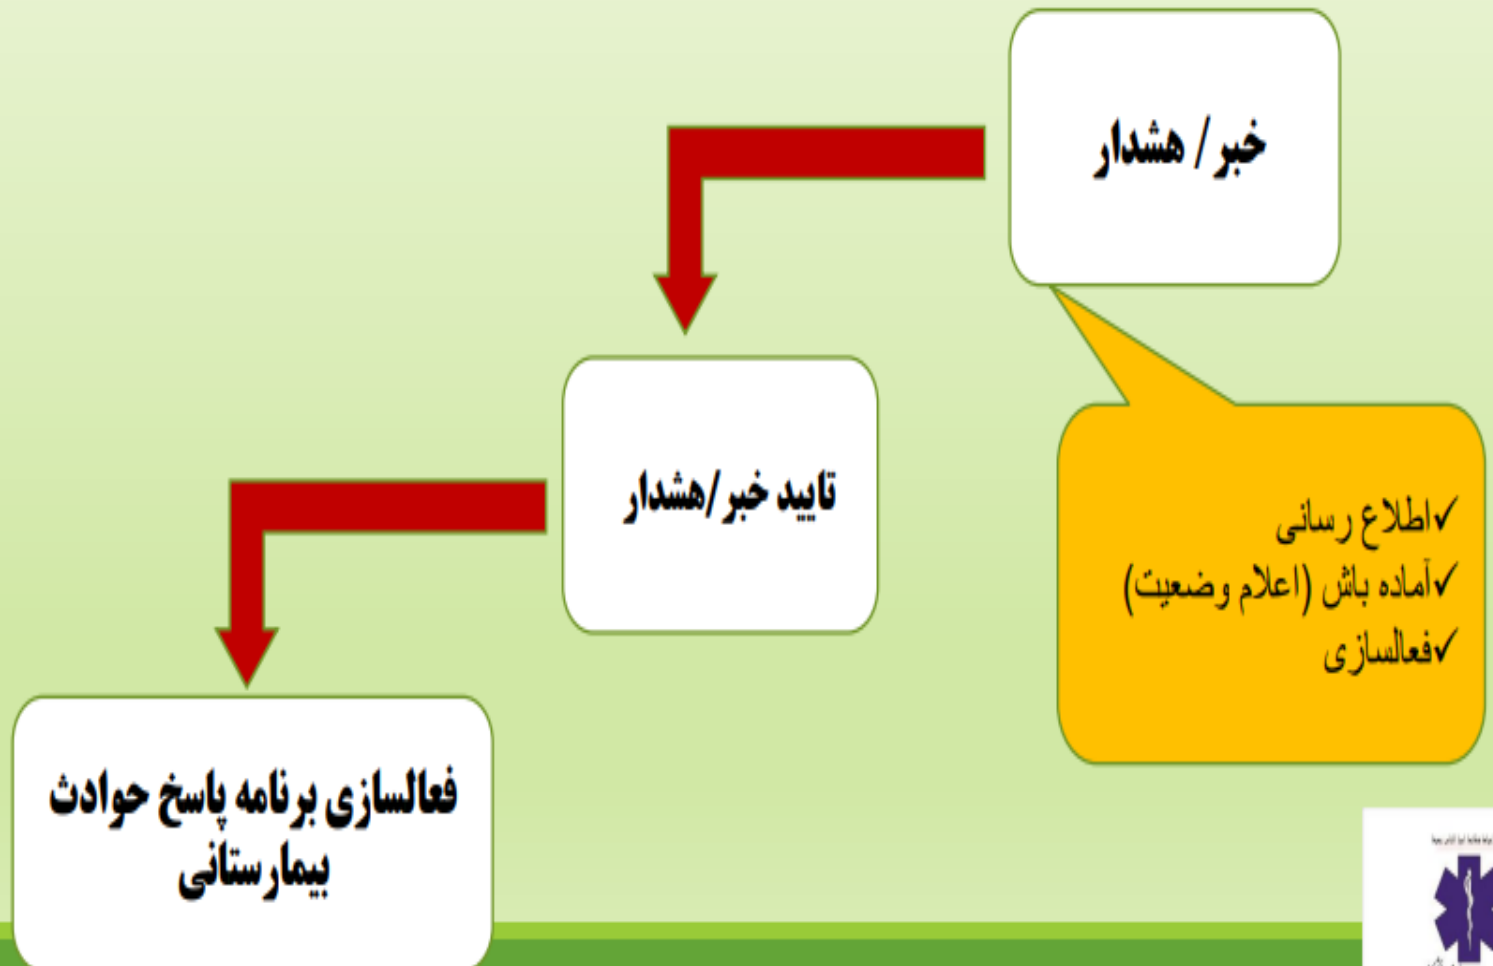 خبر / هشدار
تایید خبر/هشدار
✓اطلاع رسانی
✓آماده باش (اعلام وضعیت)
✓فعالسازی
فعالسازی برنامه پاسخ حوادث
بیمارستانی